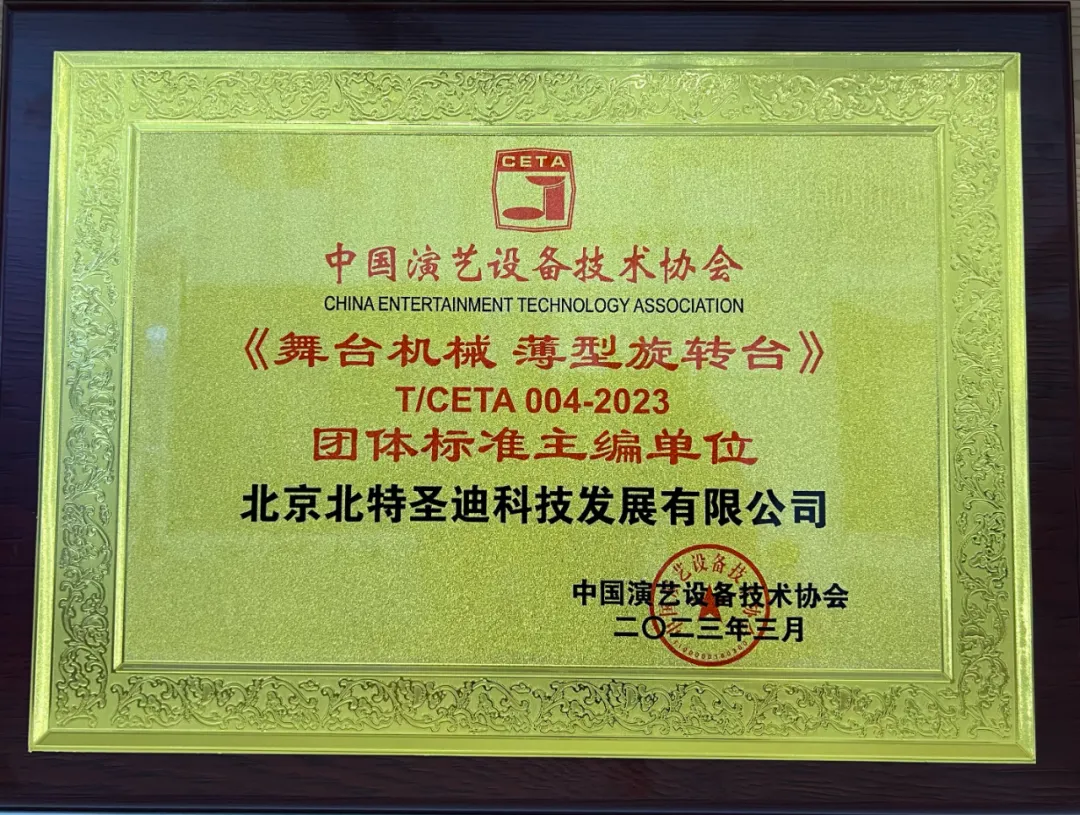 CETA
中国演艺设备技术协会
CHINA ENTERTAINMENT TECHNOLOGY ASSOCIATION
《舞台机械 薄型旋转台》
T/CETA 004-2023
团体标准主编单位
北京北特圣迪科技发展有限公司
中国演艺设备技术协会
二〇二三年三月